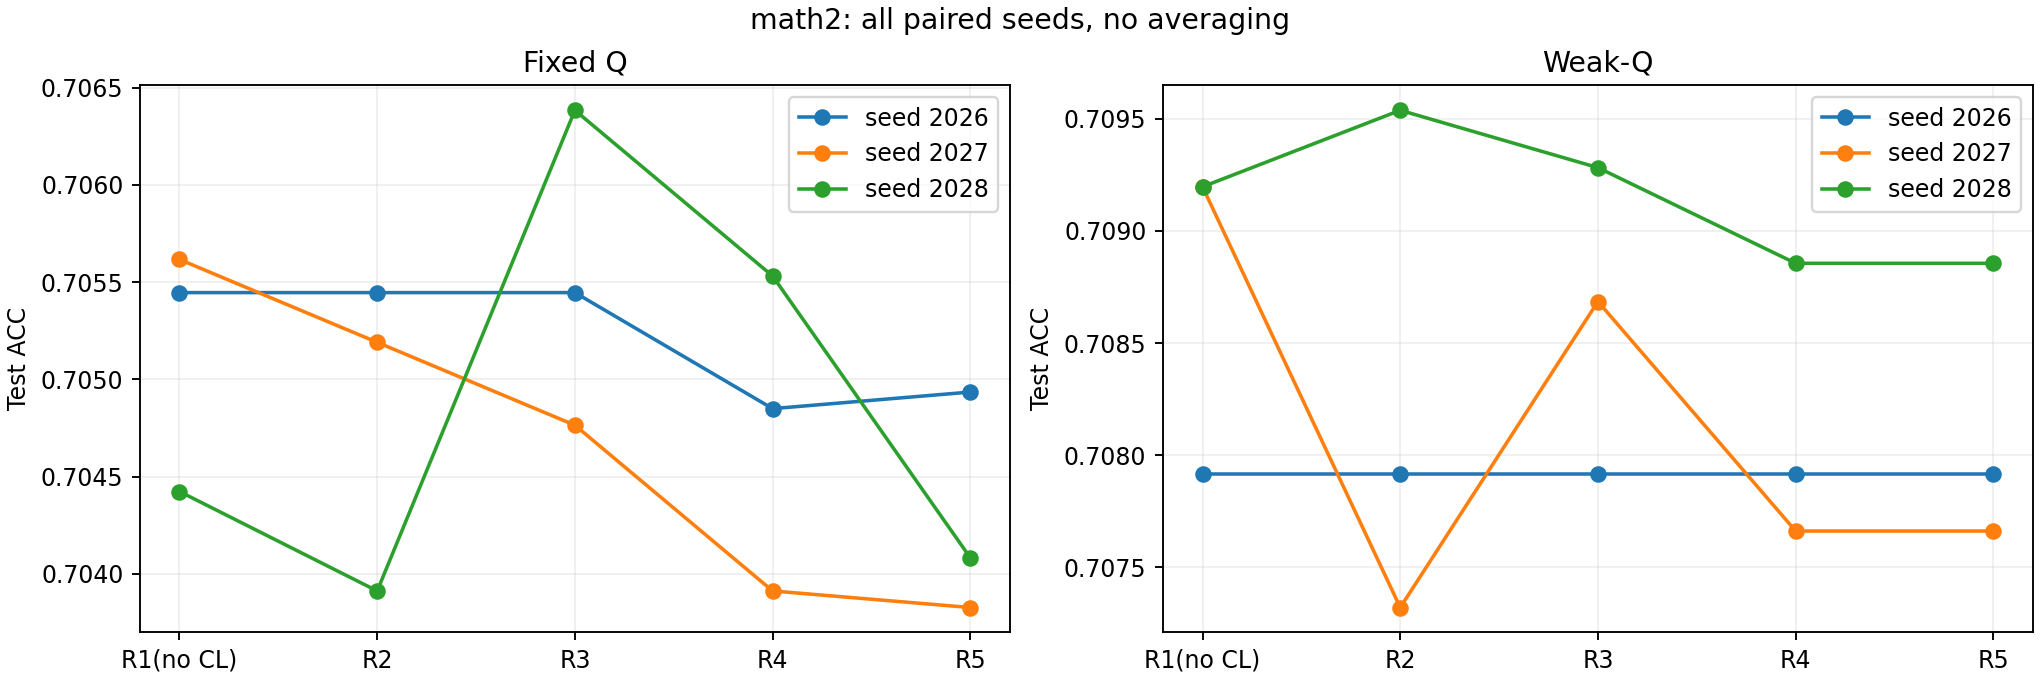 math2: all paired seeds, no averaging
Fixed Q
0.7065
0.7060
0.7055
0.7050
0.7045
0.7040
Test ACC
seed 2026
seed 2027
seed 2028
R1(no CL)
R2
R3
R4
R5
Weak-Q
0.7095
0.7090
0.7085
0.7080
0.7075
Test ACC
seed 2026
seed 2027
seed 2028
R1(no CL)
R2
R3
R4
R5